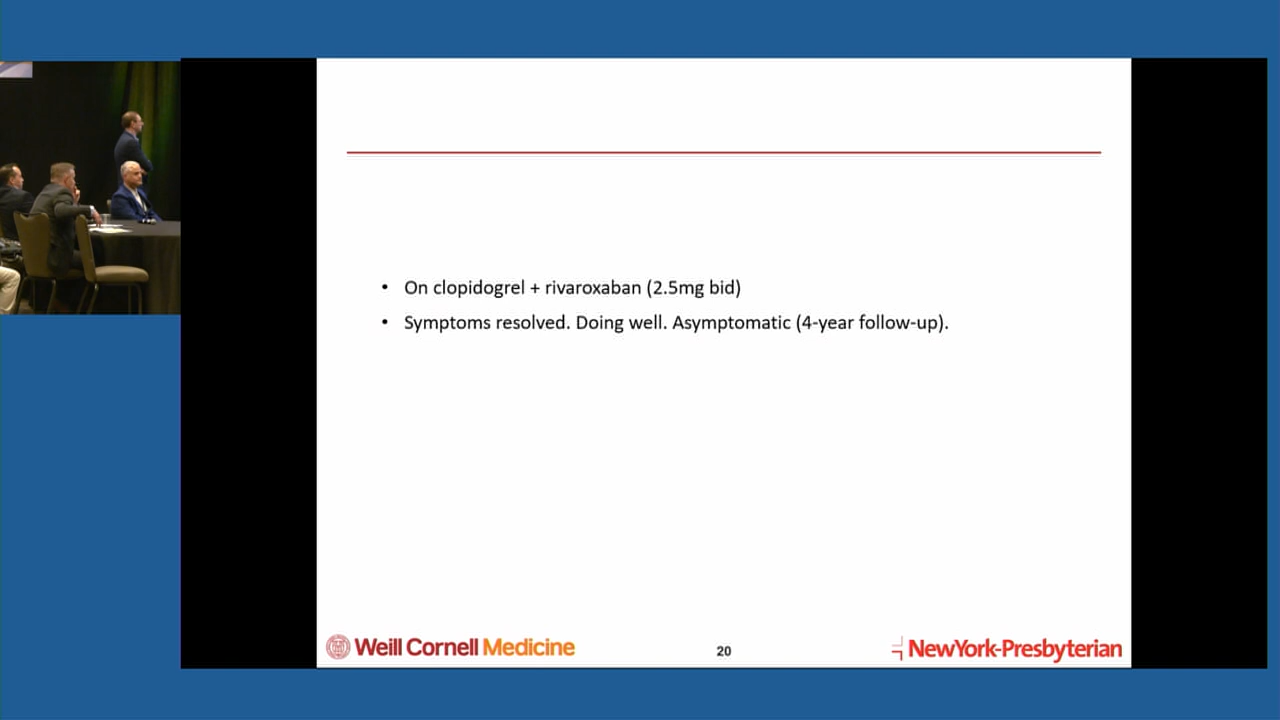 • On clopidogrel + rivaroxaban (2.5mg bid)
• Symptoms resolved. Doing well. Asymptomatic (4-year follow-up).
Weill Cornell Medicine
20
NewYork-Presbyterian